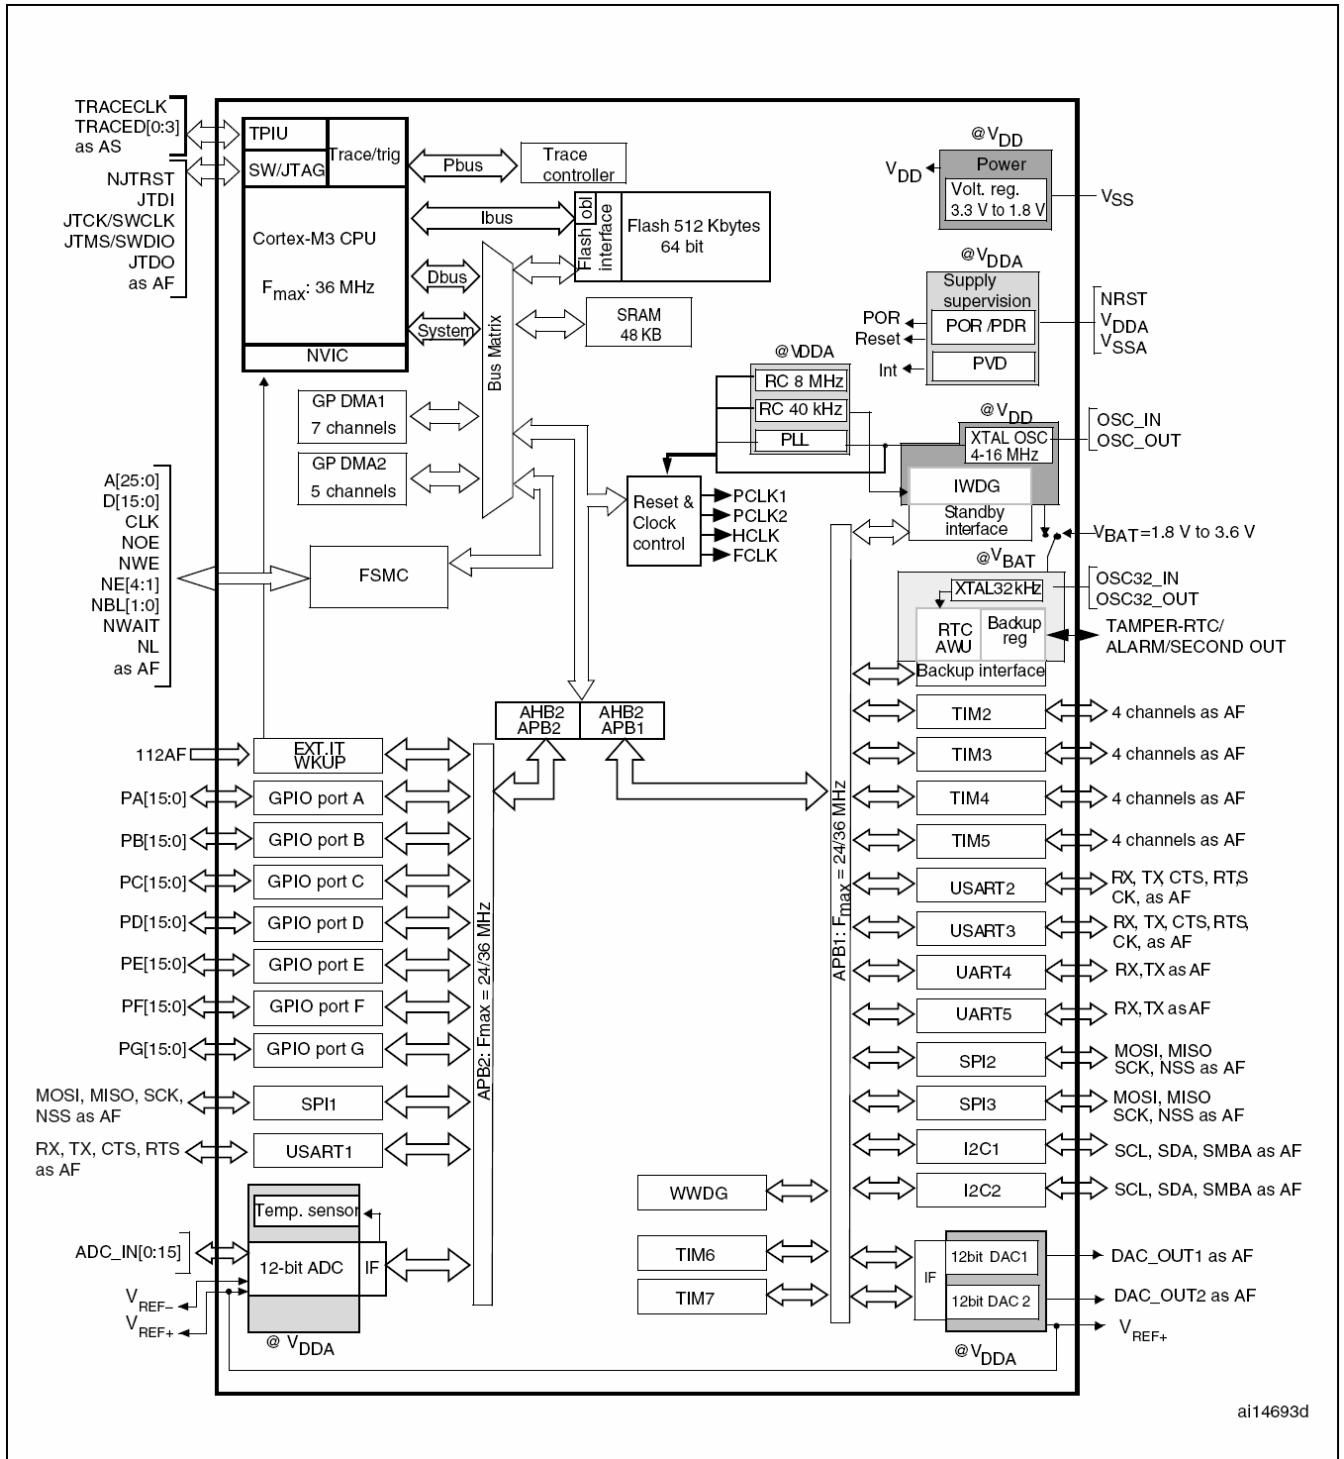 TRACECLK
TRACED[0:3]
as AS
NJTRST
JTDI
JTCK/SWCLK
JTMS/SWDIO
JTDO
as AF
TPIU
Trace/trig
SW/JTAG
Cortex-M3 CPU
Fmax: 36 MHz
NVIC
Pbus
Trace
controller
Ibus
Flash obl
interface
Flash 512 Kbytes
64 bit
Dbus
System
Bus Matrix
SRAM
48 KB
@VDD
Power
VDD
Volt. reg.
3.3 V to 1.8 V
VSS
@VDDA
Supply
supervision
POR
Reset
Int
POR /PDR
PVD
NRST
VDDA
VSSA
@VDDA
RC 8 MHz
RC 40 kHz
PLL
@VDD
XTAL OSC
4-16 MHz
OSC_IN
OSC_OUT
IWDG
Standby
interface
VBAT=1.8 V to 3.6 V
GP DMA1
7 channels
GP DMA2
5 channels
Reset &
Clock
control
PCLK1
PCLK2
HCLK
FCLK
A[25:0]
D[15:0]
CLK
NOE
NWE
NE[4:1]
NBL[1:0]
NWAIT
NL
as AF
FSMC
@VBAT
XTAL32kHz
OSC32_IN
OSC32_OUT
RTC
AWU
Backup
reg
TAMPER-RTC/
ALARM/SECOND OUT
Backup interface
AHB2
APB2
AHB2
APB1
112AF
EXT.IT
WKUP
PA[15:0]
GPIO port A
PB[15:0]
GPIO port B
PC[15:0]
GPIO port C
PD[15:0]
GPIO port D
PE[15:0]
GPIO port E
PF[15:0]
GPIO port F
PG[15:0]
GPIO port G
MOSI, MISO, SCK,
NSS as AF
SPI1
RX, TX, CTS, RTS
as AF
USART1
APB2: Fmax = 24/36 MHz
Temp. sensor
ADC_IN[0:15]
12-bit ADC
IF
VREF–
VREF+
@ VDDA
APB1: Fmax = 24/36 MHz
TIM2
4 channels as AF
TIM3
4 channels as AF
TIM4
4 channels as AF
TIM5
4 channels as AF
USART2
RX, TX, CTS, RTS,
CK, as AF
USART3
RX, TX, CTS, RTS,
CK, as AF
UART4
RX,TX as AF
UART5
RX,TX as AF
SPI2
MOSI, MISO
SCK, NSS as AF
SPI3
MOSI, MISO
SCK, NSS as AF
I2C1
SCL, SDA, SMBA as AF
I2C2
SCL, SDA, SMBA as AF
WWDG
TIM6
TIM7
IF
12bit DAC1
DAC_OUT1 as AF
12bit DAC 2
DAC_OUT2 as AF
VREF+
@VDDA
ai14693d